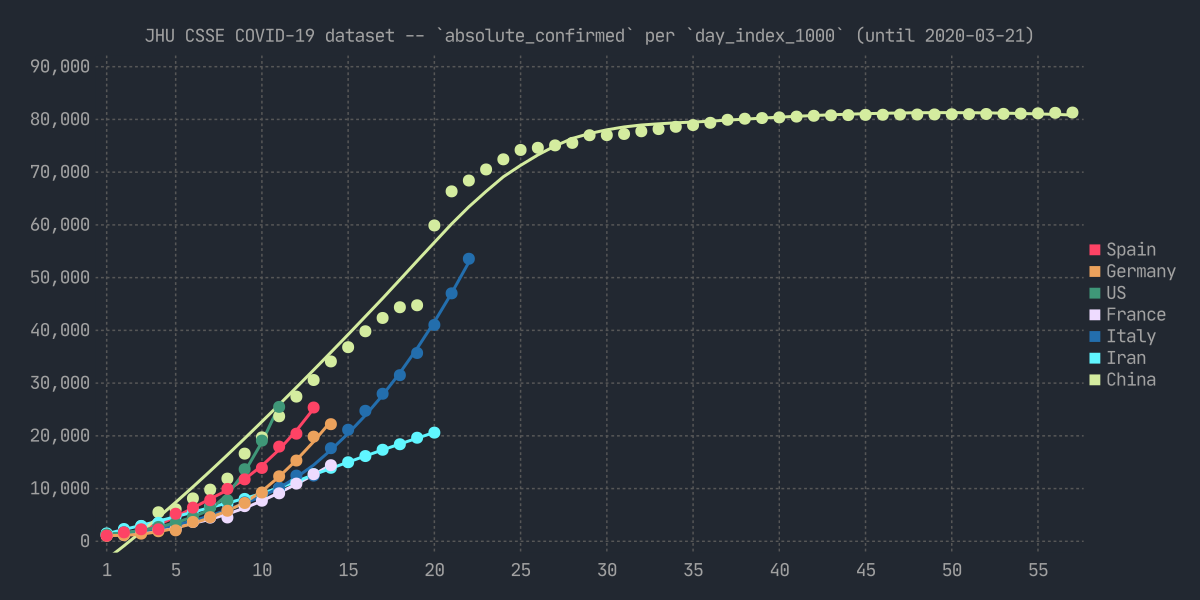 JHU CSSE COVID-19 dataset -- `absolute_confirmed` per `day_index_1000` (until 2020-03-21)
90,000
80,000
70,000
60,000
50,000
40,000
30,000
20,000
10,000
0
1 5 10 15 20 25 30 35 40 45 50 55
Spain
Germany
US
France
Italy
Iran
China